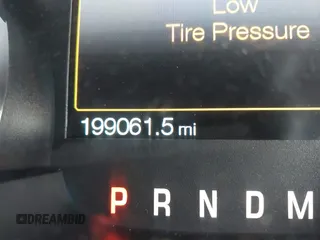 Low
Tire Pressure
199061.5 mi
P R N D M
DREAMBID